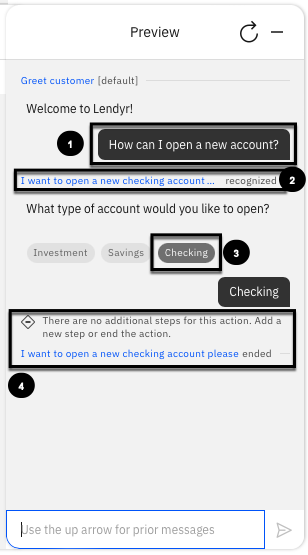 Preview
Greet customer [default]
Welcome to Lendyr!
1
How can I open a new account?
I want to open a new checking account ... recognized
2
What type of account would you like to open?
Investment Savings Checking
3
Checking
There are no additional steps for this action. Add a
new step or end the action.
I want to open a new checking account please ended
4
Use the up arrow for prior messages